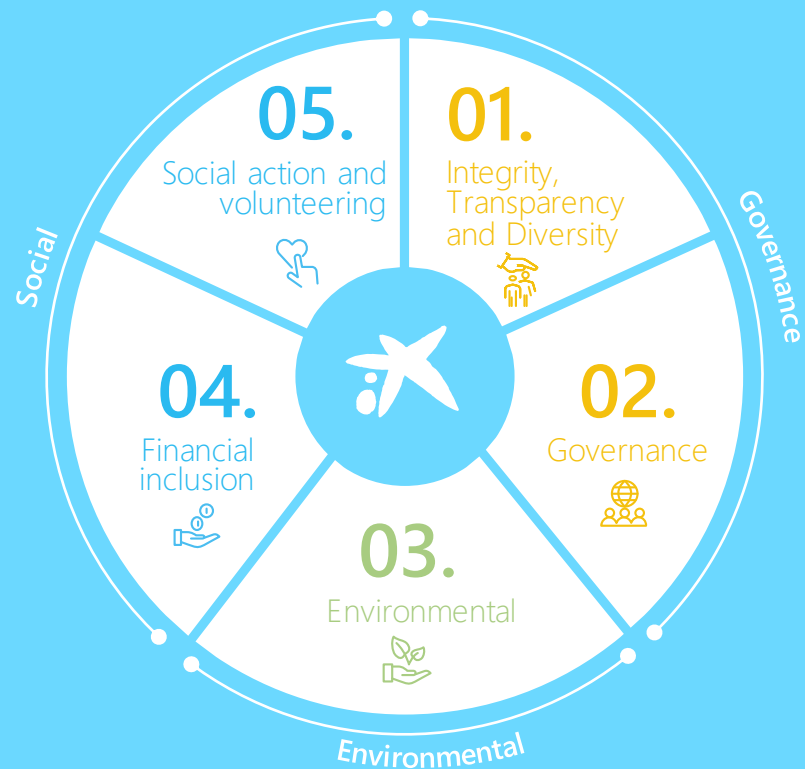 01.
Integrity,
Transparency
and Diversity
02.
Governance
03.
Environmental
04.
Financial
inclusion
05.
Social action and
volunteering
Governance
Environmental
Social